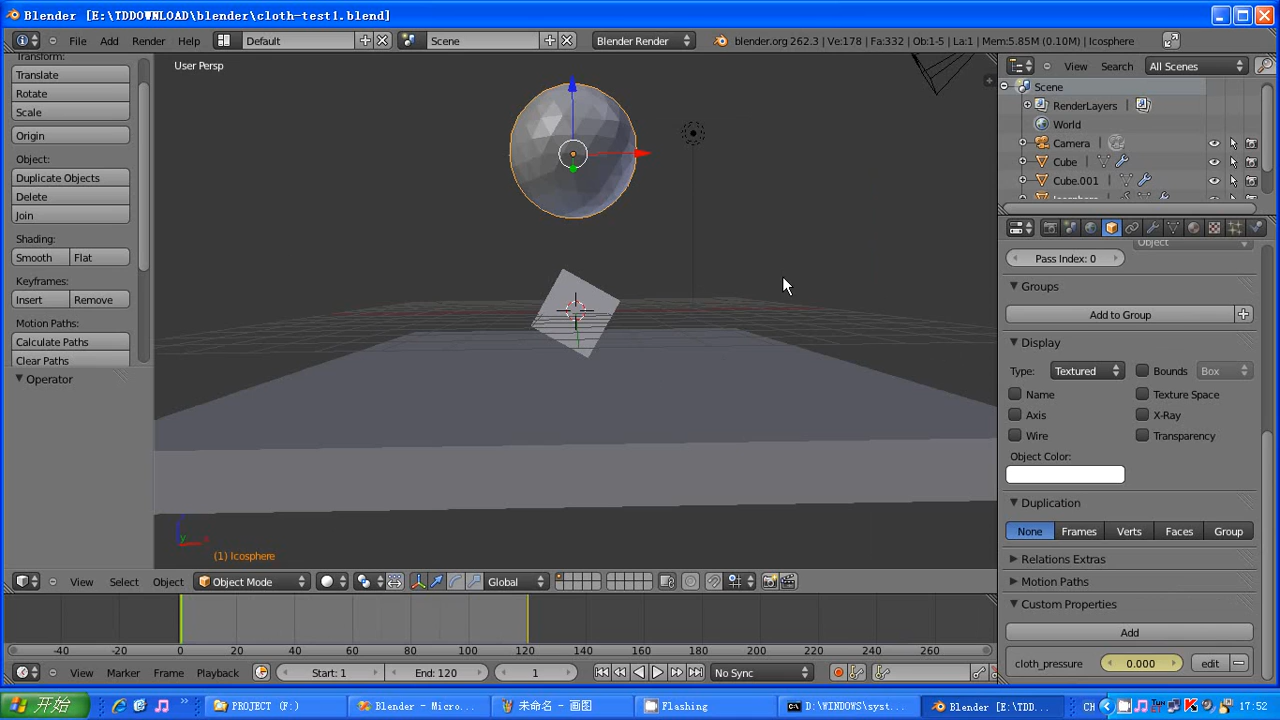 Blender [E:\TDDOWNLOAD\blender\cloth-test1.blend]
File Add Render Help Default Scene Blender Render blender.org 262.3 | Ve:178 | Fa:332 | Ob:1-5 | La:1 | Mem:5.85M (0.10M) | Icosphere
Transform:
Translate
Rotate
Scale
Origin
Object:
Duplicate Objects
Delete
Join
Shading:
Smooth Flat
Keyframes:
Insert Remove
Motion Paths:
Calculate Paths
Clear Paths
Operator
User Persp
(1) Icosphere
View Search All Scenes
Scene
RenderLayers
World
Camera
Cube
Cube.001
Icosphere
Object
Pass Index: 0
Groups
Add to Group
Display
Type: Textured Bounds Box
Name Texture Space
Axis X-Ray
Wire Transparency
Object Color:
Duplication
None Frames Verts Faces Group
Relations Extras
Motion Paths
Custom Properties
Add
cloth_pressure 0.000 edit
View Select Object Object Mode Global
-40 -20 0 20 40 60 80 100 120 140 160 180 200 220 240 260
View Marker Frame Playback Start: 1 End: 120 1 No Sync
开始 PROJECT (F:) Blender - Micro... 未命名 - 画图 Flashing D:\WINDOWS\syst... Blender [E:\TDD... CH 17:52